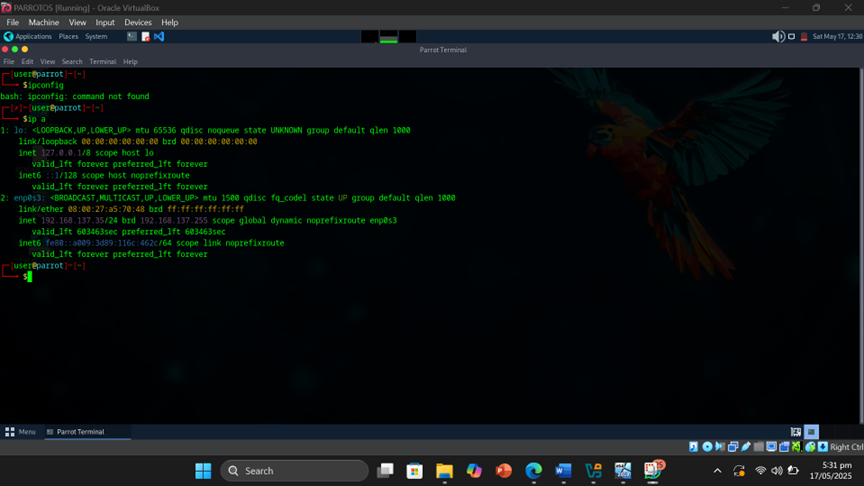 PARROTOS [Running] - Oracle VirtualBox
File Machine View Input Devices Help
Applications Places System
Sat May 17, 12:30
Parrot Terminal
File Edit View Search Terminal Help
┌─[user@parrot]─[~]
└──╼ $ipconfig
bash: ipconfig: command not found
┌─[✗]─[user@parrot]─[~]
└──╼ $ip a
1: lo: <LOOPBACK,UP,LOWER_UP> mtu 65536 qdisc noqueue state UNKNOWN group default qlen 1000
link/loopback 00:00:00:00:00:00 brd 00:00:00:00:00:00
inet 127.0.0.1/8 scope host lo
valid_lft forever preferred_lft forever
inet6 ::1/128 scope host noprefixroute
valid_lft forever preferred_lft forever
2: enp0s3: <BROADCAST,MULTICAST,UP,LOWER_UP> mtu 1500 qdisc fq_codel state UP group default qlen 1000
link/ether 08:00:27:a5:70:48 brd ff:ff:ff:ff:ff:ff
inet 192.168.137.35/24 brd 192.168.137.255 scope global dynamic noprefixroute enp0s3
valid_lft 603463sec preferred_lft 603463sec
inet6 fe80::a009:3d89:116c:462c/64 scope link noprefixroute
valid_lft forever preferred_lft forever
┌─[user@parrot]─[~]
└──╼ $
Menu Parrot Terminal
Right Ctrl
Search
5:31 pm
17/05/2025